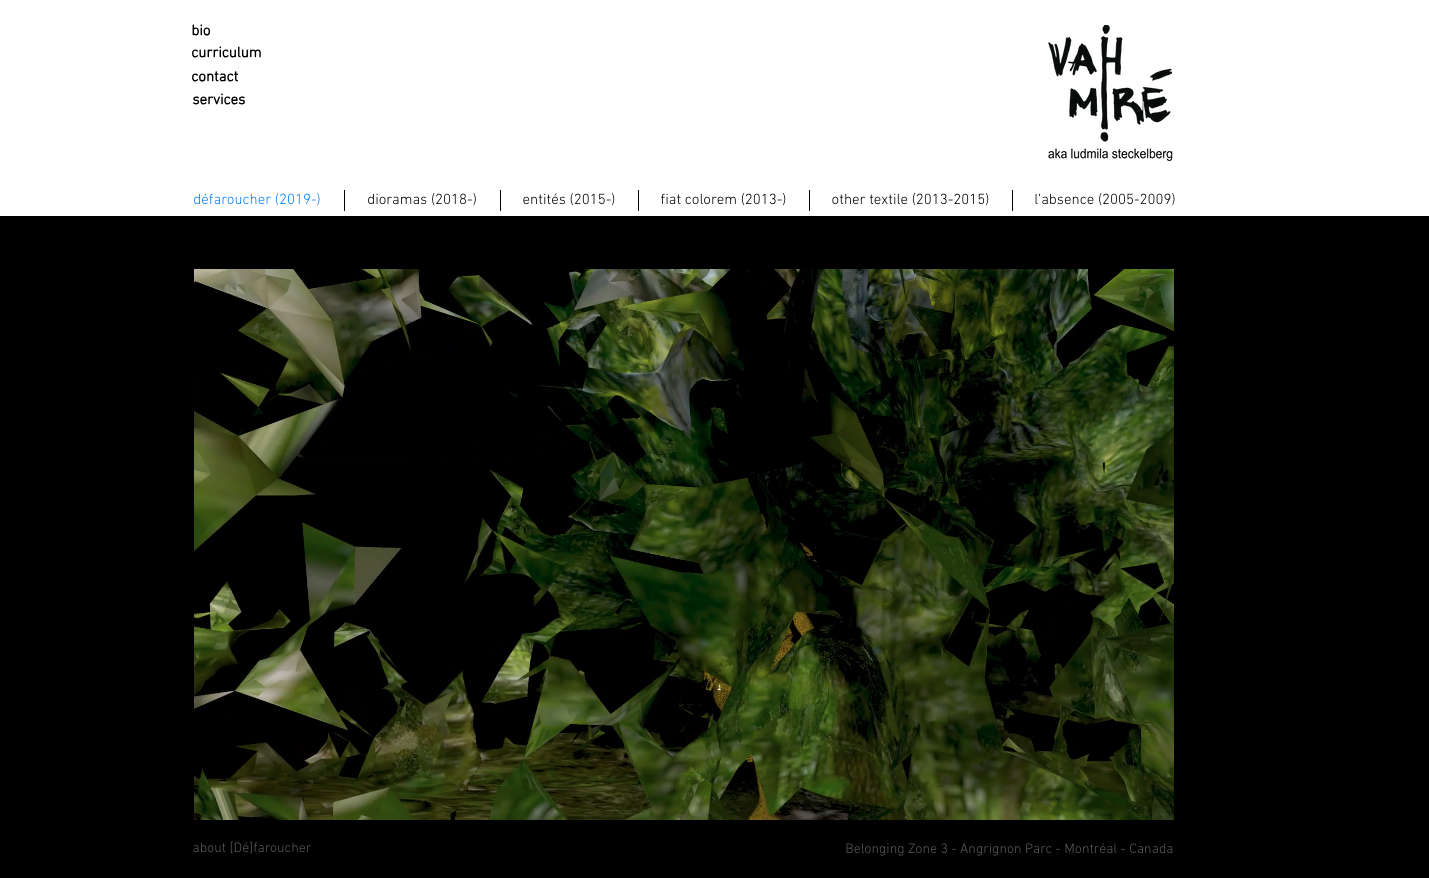 bio
curriculum
contact
services
VAH
MIRÉ
aka ludmila steckelberg
défaroucher (2019-)
dioramas (2018-)
entités (2015-)
fiat colorem (2013-)
other textile (2013-2015)
l'absence (2005-2009)
about [Dé]faroucher
Belonging Zone 3 - Angrignon Parc - Montréal - Canada